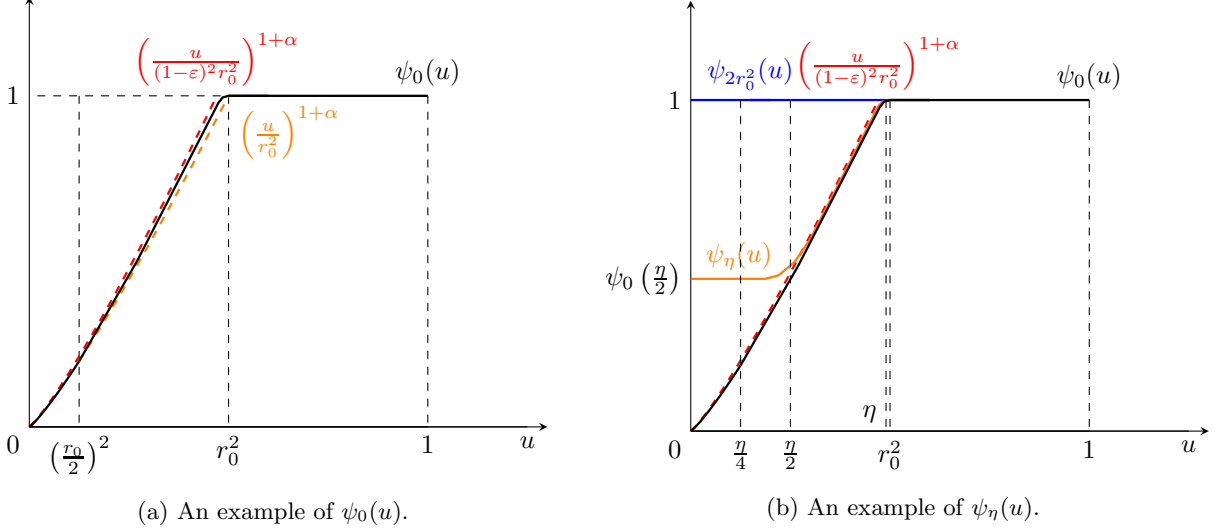 (u/((1−ε)²r₀²))^{1+α}
ψ₀(u)
1
(u/r₀²)^{1+α}
0
(r₀/2)²
r₀²
1
u
(a) An example of ψ₀(u).
ψ_{2r₀²}(u)
(u/((1−ε)²r₀²))^{1+α}
ψ₀(u)
1
ψ_η(u)
ψ₀(η/2)
η
0
η/4
η/2
r₀²
1
u
(b) An example of ψ_η(u).